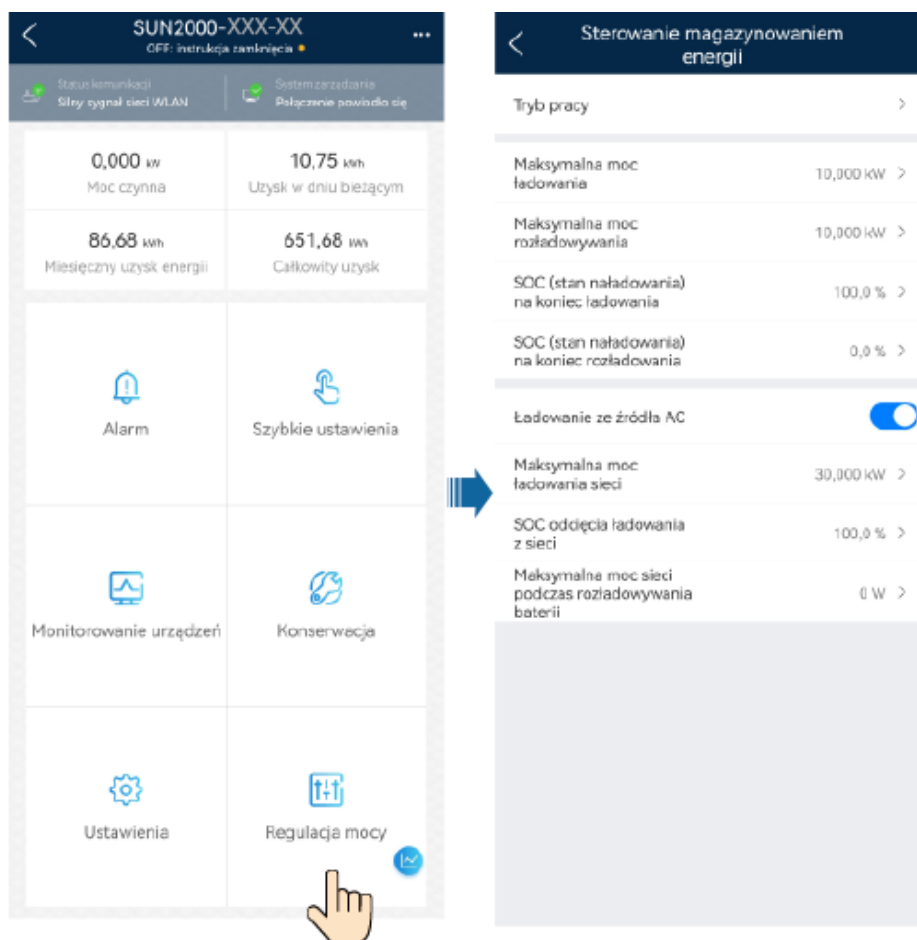 SUN2000-XXX-XX
OFF: instrukcja zamknięcia
Status komunikacji
Silny sygnał sieci WLAN
System zarządzania
Połączenie powiodło się
0,000 kW
Moc czynna
10,75 kWh
Uzysk w dniu bieżącym
86,68 kWh
Miesięczny uzysk energii
651,68 kWh
Całkowity uzysk
Alarm
Szybkie ustawienia
Monitorowanie urządzeń
Konserwacja
Ustawienia
Regulacja mocy
Sterowanie magazynowaniem
energii
Tryb pracy
Maksymalna moc
ładowania
10,000 kW
Maksymalna moc
rozładowywania
10,000 kW
SOC (stan naładowania)
na koniec ładowania
100,0 %
SOC (stan naładowania)
na koniec rozładowania
0,0 %
Ładowanie ze źródła AC
Maksymalna moc
ładowania sieci
30,000 kW
SOC odcięcia ładowania
z sieci
100,0 %
Maksymalna moc sieci
podczas rozładowywania
baterii
0 W